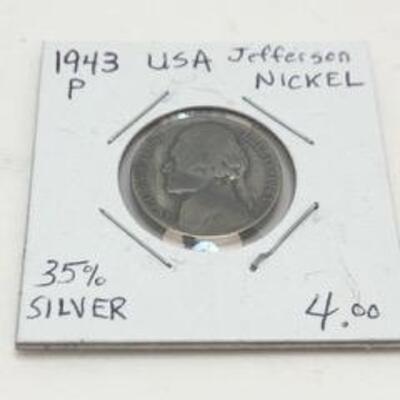 1943 USA Jefferson
P NICKEL
35%
SILVER 4.00